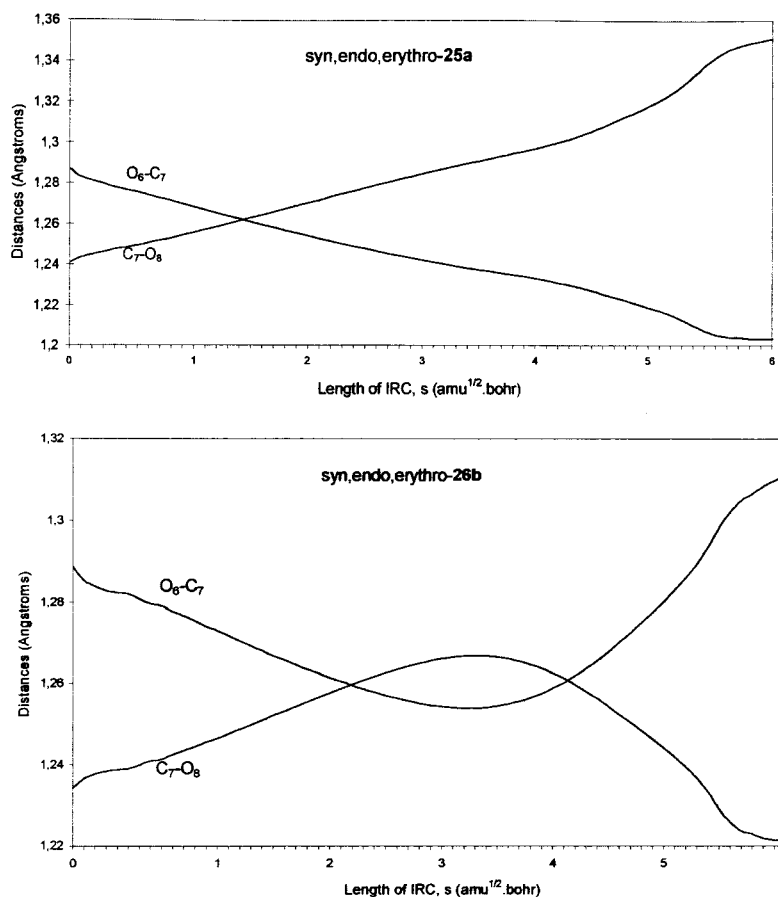 1,36
syn,endo,erythro-25a
1,34
1,32
1,3
O6-C7
1,28
1,26
C7-O8
1,24
1,22
1,2
0 1 2 3 4 5 6
Distances (Angstroms)
Length of IRC, s (amu1/2.bohr)
1,32
syn,endo,erythro-26b
1,3
O6-C7
1,28
1,26
C7-O8
1,24
1,22
0 1 2 3 4 5
Distances (Angstroms)
Length of IRC, s (amu1/2.bohr)